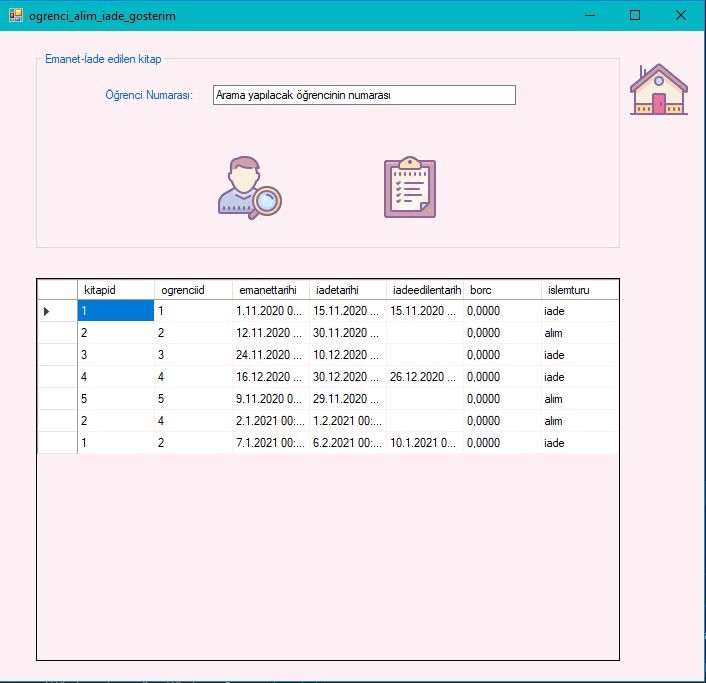 ogrenci_alim_iade_gosterim
Emanet-İade edilen kitap
Öğrenci Numarası: Arama yapılacak öğrencinin numarası
kitapid ogrenciid emanettarihi iadetarihi iadeedilentarih borc islemturu
1 1 1.11.2020 0... 15.11.2020 ... 15.11.2020 ... 0,0000 iade
2 2 12.11.2020 ... 30.11.2020 ... 0,0000 alım
3 3 24.11.2020 ... 10.12.2020 ... 0,0000 iade
4 4 16.12.2020 ... 30.12.2020 ... 26.12.2020 ... 0,0000 iade
5 5 9.11.2020 00... 29.11.2020 ... 0,0000 alım
2 4 2.1.2021 00:... 1.2.2021 00:... 0,0000 alım
1 2 7.1.2021 00:... 6.2.2021 00:... 10.1.2021 0... 0,0000 iade